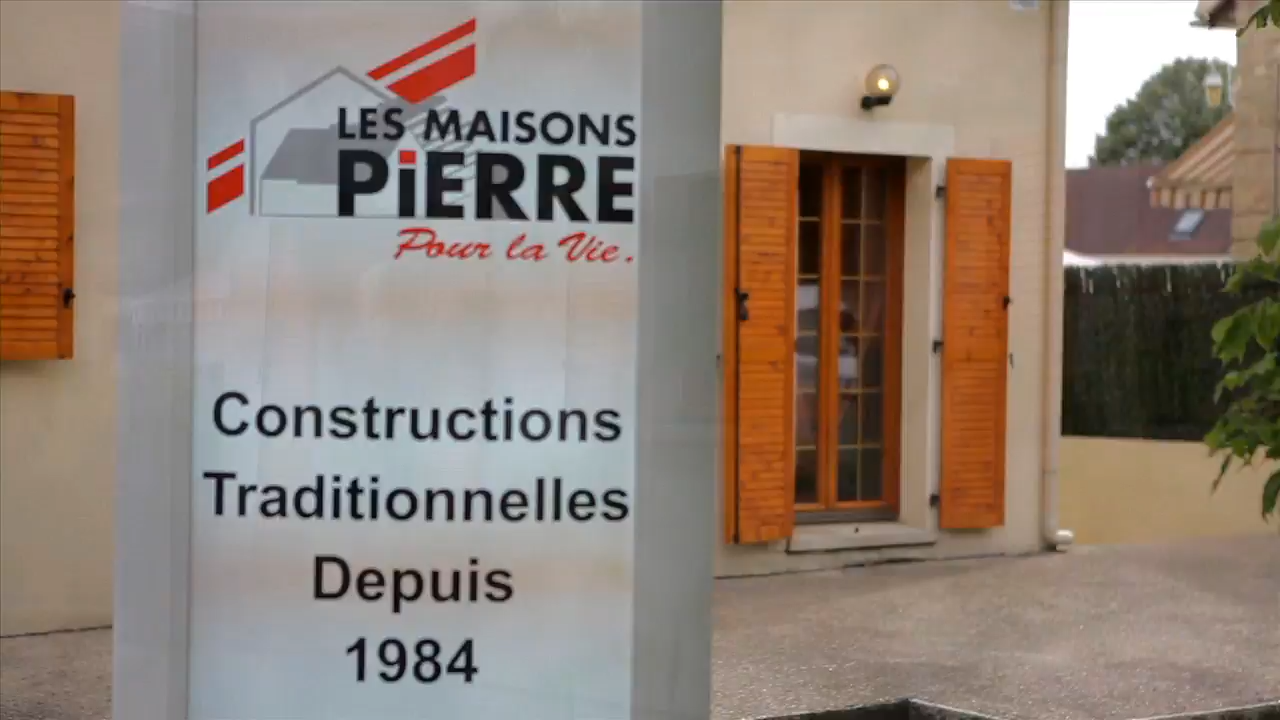 LES MAISONS
PiERRE
Pour la Vie.
Constructions
Traditionnelles
Depuis
1984